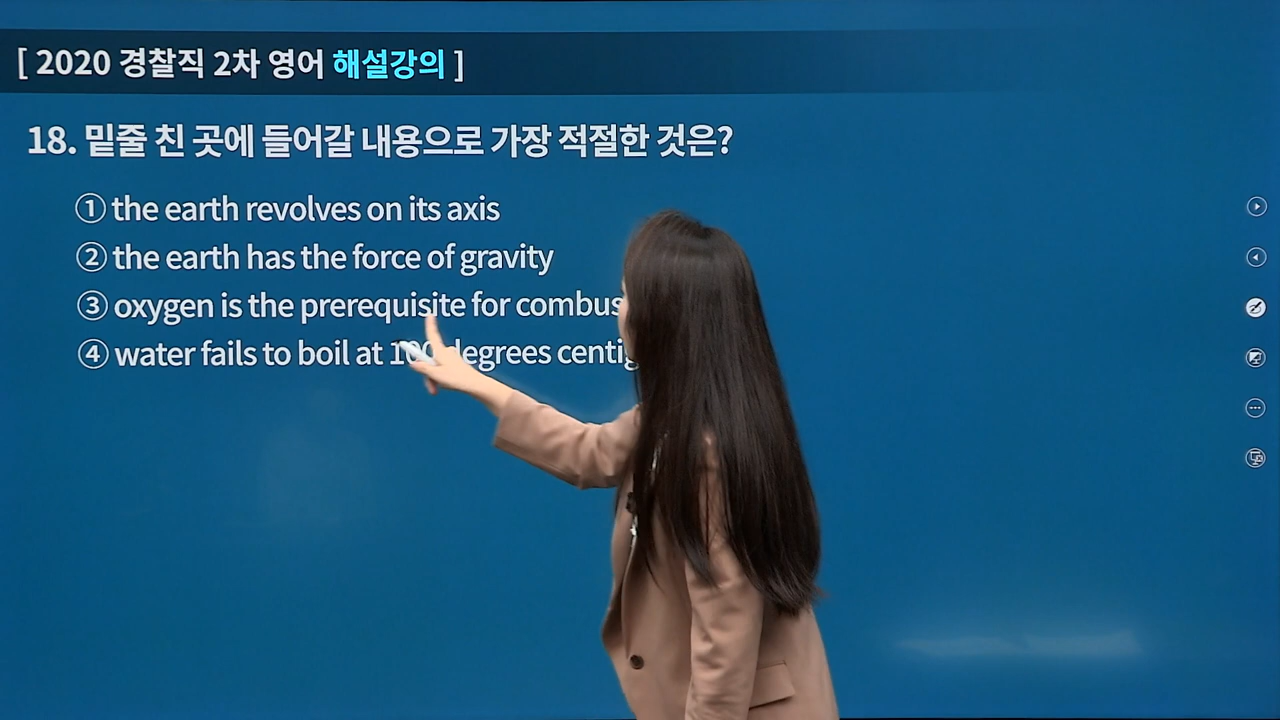 [ 2020 경찰직 2차 영어 해설강의 ]
18. 밑줄 친 곳에 들어갈 내용으로 가장 적절한 것은?
① the earth revolves on its axis
② the earth has the force of gravity
③ oxygen is the prerequisite for
④ water fails to boil at 100 degrees